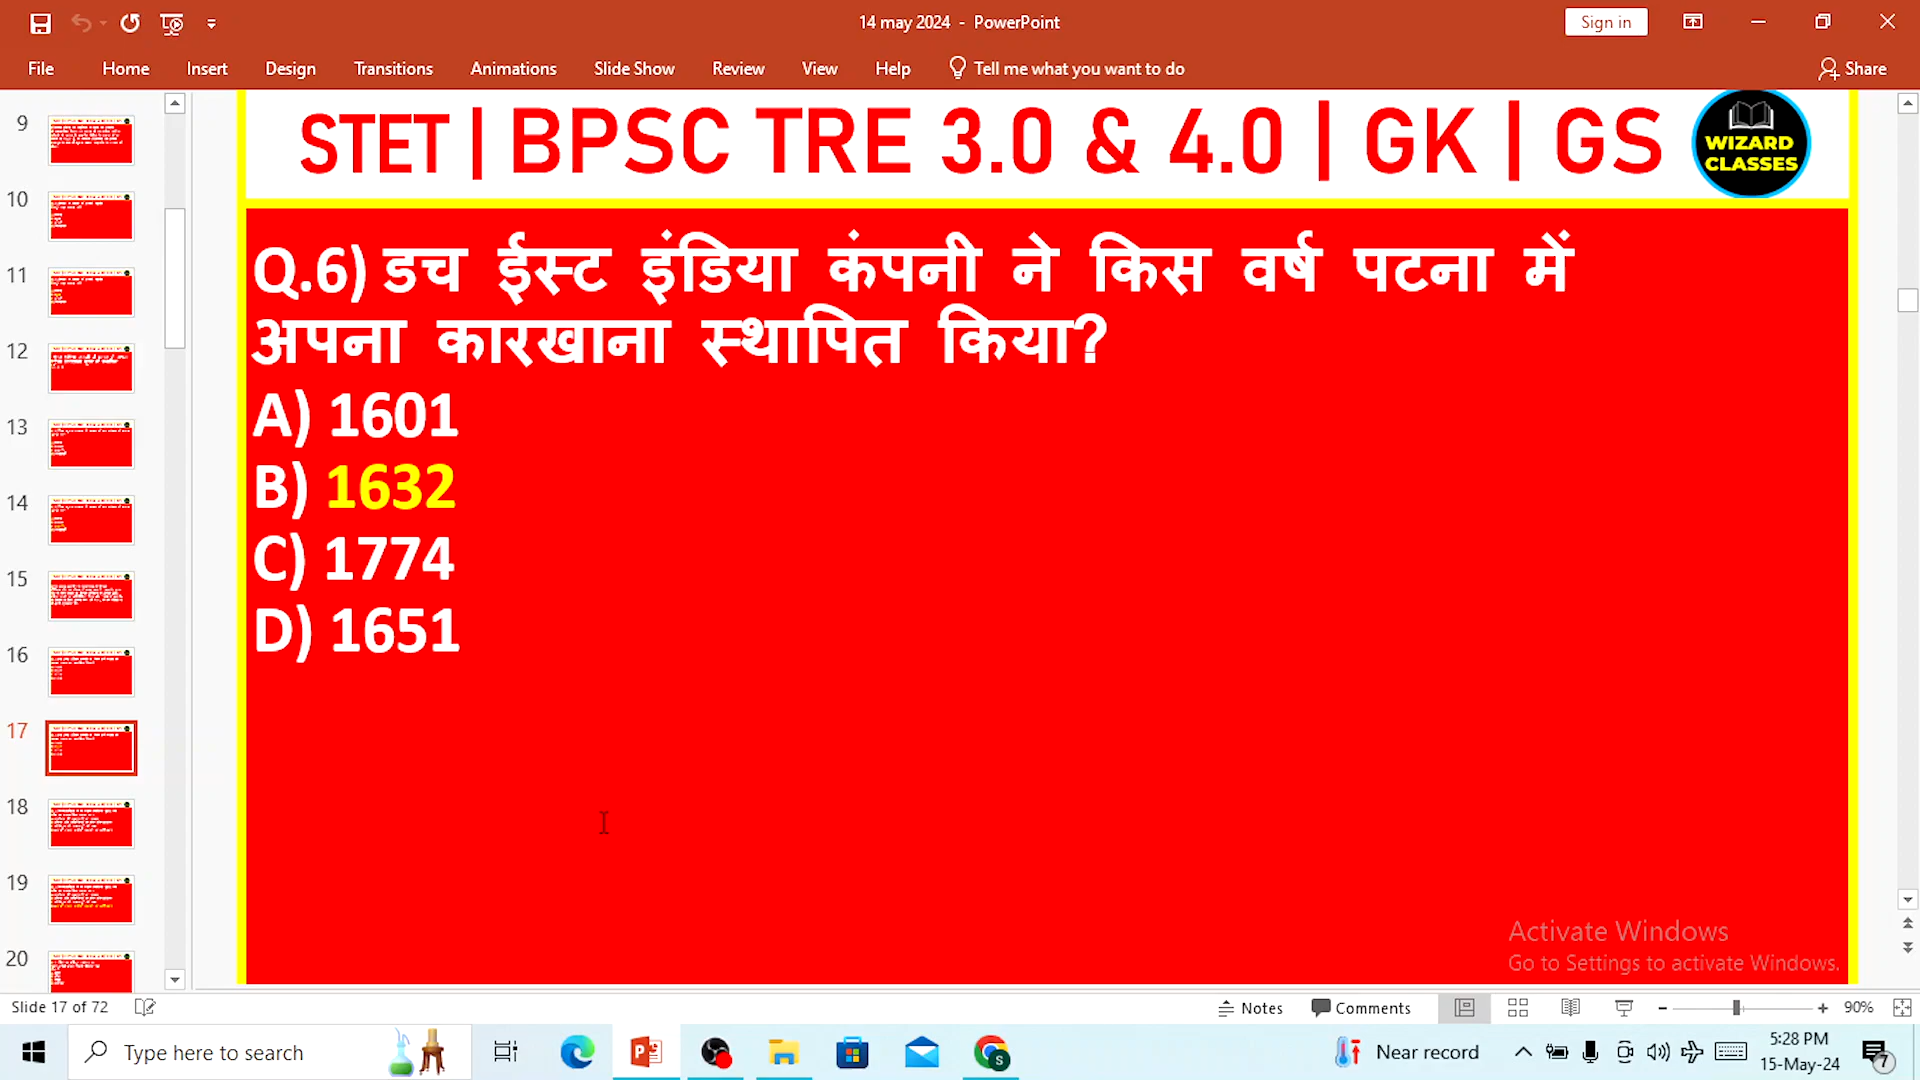 14 may 2024 - PowerPoint
Sign in
File Home Insert Design Transitions Animations Slide Show Review View Help Tell me what you want to do Share
STET | BPSC TRE 3.0 & 4.0 | GK | GS
WIZARD
CLASSES
Q.6) डच ईस्ट इंडिया कंपनी ने किस वर्ष पटना में
अपना कारखाना स्थापित किया?
A) 1601
B) 1632
C) 1774
D) 1651
9
10
11
12
13
14
15
16
17
18
19
20
Activate Windows
Go to Settings to activate Windows.
Slide 17 of 72 Notes Comments 90%
Type here to search
Near record
5:28 PM
15-May-24
7